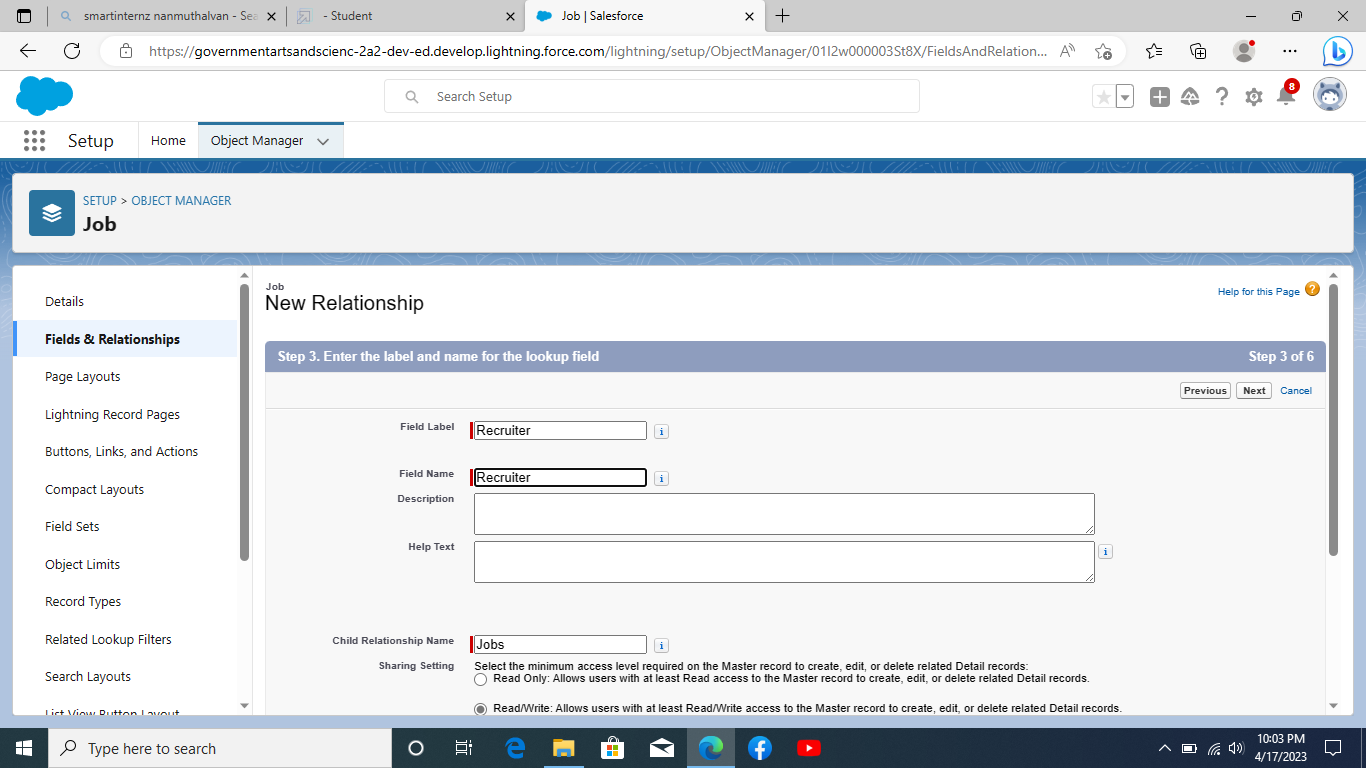 smartinternz nanmuthalvan - Sea
- Student
Job | Salesforce
https://governmentartsandscienc-2a2-dev-ed.develop.lightning.force.com/lightning/setup/ObjectManager/01I2w000003St8X/FieldsAndRelation...
Search Setup
8
Setup
Home
Object Manager
SETUP > OBJECT MANAGER
Job
Details
Fields & Relationships
Page Layouts
Lightning Record Pages
Buttons, Links, and Actions
Compact Layouts
Field Sets
Object Limits
Record Types
Related Lookup Filters
Search Layouts
List View Button Layout
Job
New Relationship
Help for this Page
Step 3. Enter the label and name for the lookup field
Step 3 of 6
Previous
Next
Cancel
Field Label
Recruiter
Field Name
Recruiter
Description
Help Text
Child Relationship Name
Jobs
Sharing Setting
Select the minimum access level required on the Master record to create, edit, or delete related Detail records:
Read Only: Allows users with at least Read access to the Master record to create, edit, or delete related Detail records.
Read/Write: Allows users with at least Read/Write access to the Master record to create, edit, or delete related Detail records.
Type here to search
10:03 PM
4/17/2023